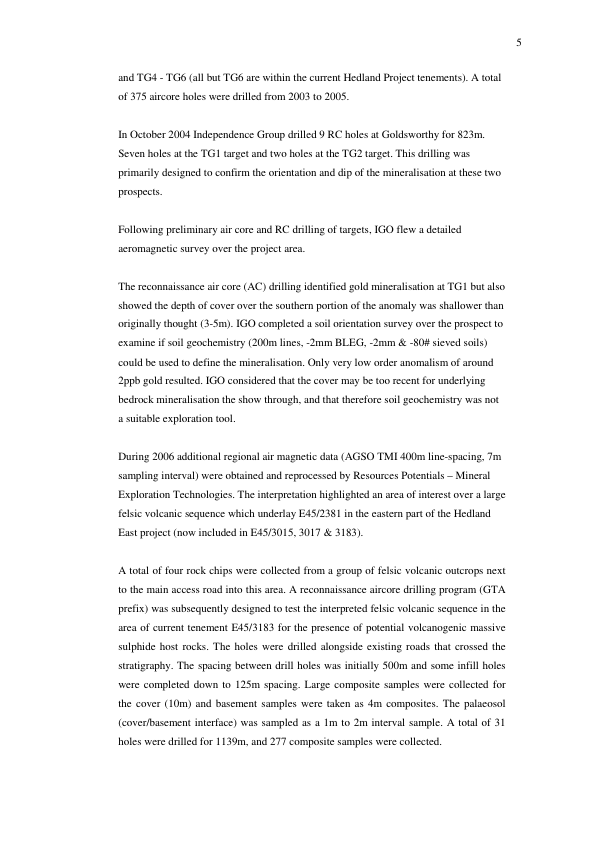 5
and TG4 - TG6 (all but TG6 are within the current Hedland Project tenements). A total
of 375 aircore holes were drilled from 2003 to 2005.
In October 2004 Independence Group drilled 9 RC holes at Goldsworthy for 823m.
Seven holes at the TG1 target and two holes at the TG2 target. This drilling was
primarily designed to confirm the orientation and dip of the mineralisation at these two
prospects.
Following preliminary air core and RC drilling of targets, IGO flew a detailed
aeromagnetic survey over the project area.
The reconnaissance air core (AC) drilling identified gold mineralisation at TG1 but also
showed the depth of cover over the southern portion of the anomaly was shallower than
originally thought (3-5m). IGO completed a soil orientation survey over the prospect to
examine if soil geochemistry (200m lines, -2mm BLEG, -2mm & -80# sieved soils)
could be used to define the mineralisation. Only very low order anomalism of around
2ppb gold resulted. IGO considered that the cover may be too recent for underlying
bedrock mineralisation the show through, and that therefore soil geochemistry was not
a suitable exploration tool.
During 2006 additional regional air magnetic data (AGSO TMI 400m line-spacing, 7m
sampling interval) were obtained and reprocessed by Resources Potentials – Mineral
Exploration Technologies. The interpretation highlighted an area of interest over a large
felsic volcanic sequence which underlay E45/2381 in the eastern part of the Hedland
East project (now included in E45/3015, 3017 & 3183).
A total of four rock chips were collected from a group of felsic volcanic outcrops next
to the main access road into this area. A reconnaissance aircore drilling program (GTA
prefix) was subsequently designed to test the interpreted felsic volcanic sequence in the
area of current tenement E45/3183 for the presence of potential volcanogenic massive
sulphide host rocks. The holes were drilled alongside existing roads that crossed the
stratigraphy. The spacing between drill holes was initially 500m and some infill holes
were completed down to 125m spacing. Large composite samples were collected for
the cover (10m) and basement samples were taken as 4m composites. The palaeosol
(cover/basement interface) was sampled as a 1m to 2m interval sample. A total of 31
holes were drilled for 1139m, and 277 composite samples were collected.